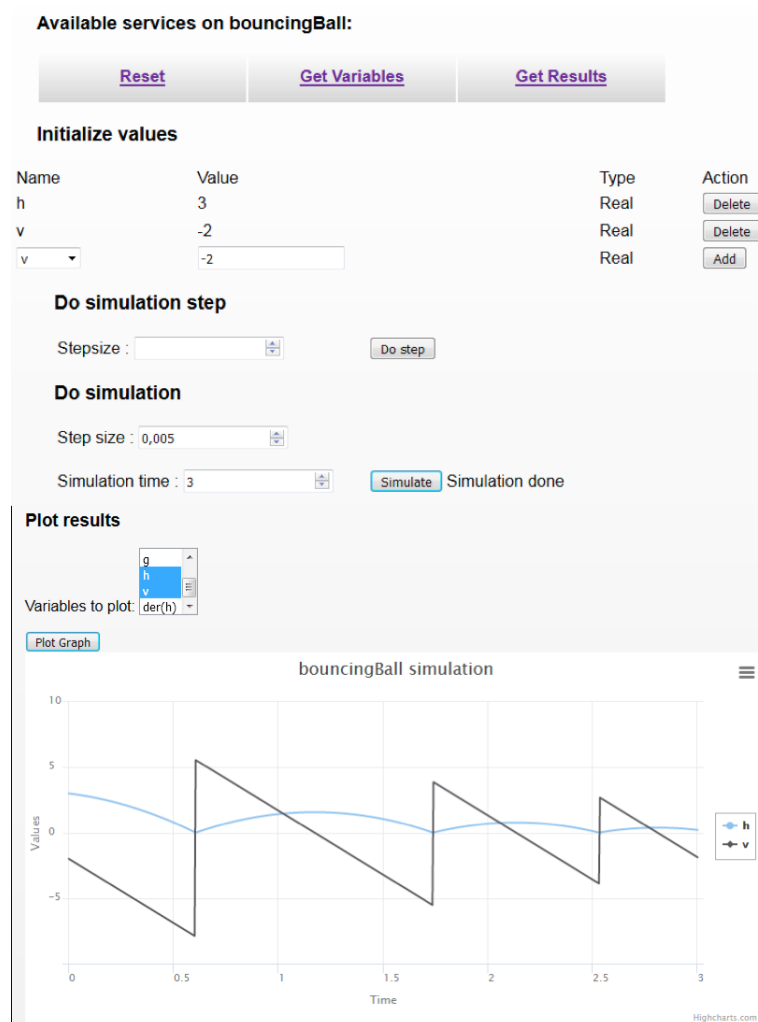 Available services on bouncingBall:
Reset Get Variables Get Results
Initialize values
Name Value Type Action
h 3 Real Delete
v -2 Real Delete
v -2 Real Add
Do simulation step
Stepsize : Do step
Do simulation
Step size : 0,005
Simulation time : 3 Simulate Simulation done
Plot results
g
h
v
Variables to plot: der(h)
Plot Graph
bouncingBall simulation
10
5
0
-5
Values
h
v
0 0.5 1 1.5 2 2.5 3
Time
Highcharts.com